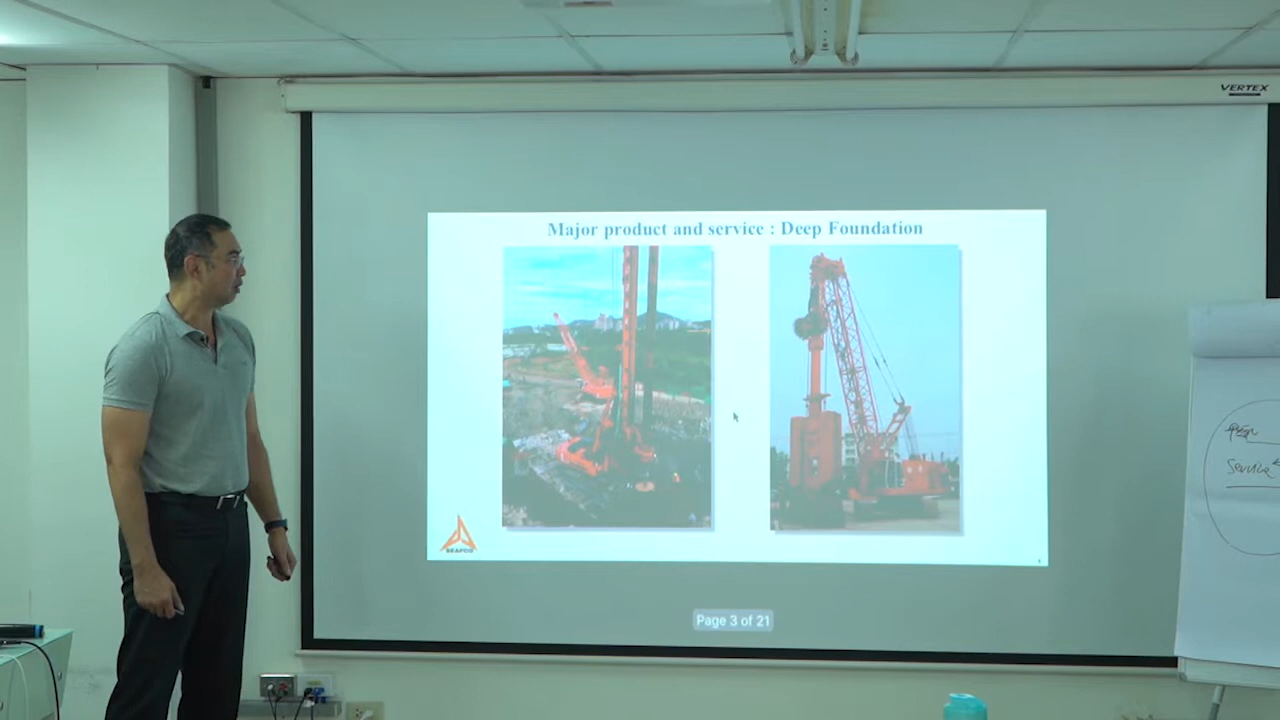 VERTEX
Major product and service : Deep Foundation
SEAFCO
Page 3 of 21
Service